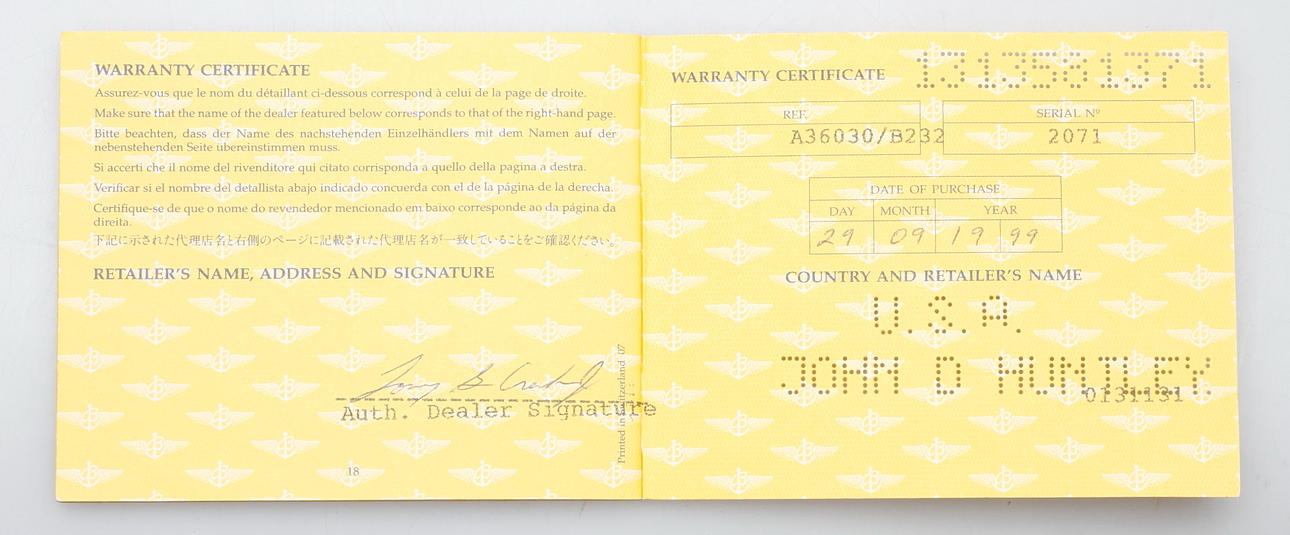 WARRANTY CERTIFICATE
Assurez-vous que le nom du détaillant ci-dessous correspond à celui de la page de droite.
Make sure that the name of the dealer featured below corresponds to that of the right-hand page.
Bitte beachten, dass der Name des nachstehenden Einzelhändlers mit dem Namen auf der
nebenstehenden Seite übereinstimmen muss.
Si accerti che il nome del rivenditore qui citato corrisponda a quello della pagina a destra.
Verificar si el nombre del detallista abajo indicado concuerda con el de la página de la derecha.
Certifique-se de que o nome do revendedor mencionado em baixo corresponde ao da página da
direita.
下記に示された代理店名と右側のページに記載された代理店名が一致していることをご確認ください。
RETAILER'S NAME, ADDRESS AND SIGNATURE
Auth. Dealer Signature
18
Printed in Switzerland 07
WARRANTY CERTIFICATE
1313561371
REF.
SERIAL N°
A36030/B232
2071
DATE OF PURCHASE
DAY MONTH YEAR
29 09 19 99
COUNTRY AND RETAILER'S NAME
U.S.A.
JOHN D HUNTLEY
0131131